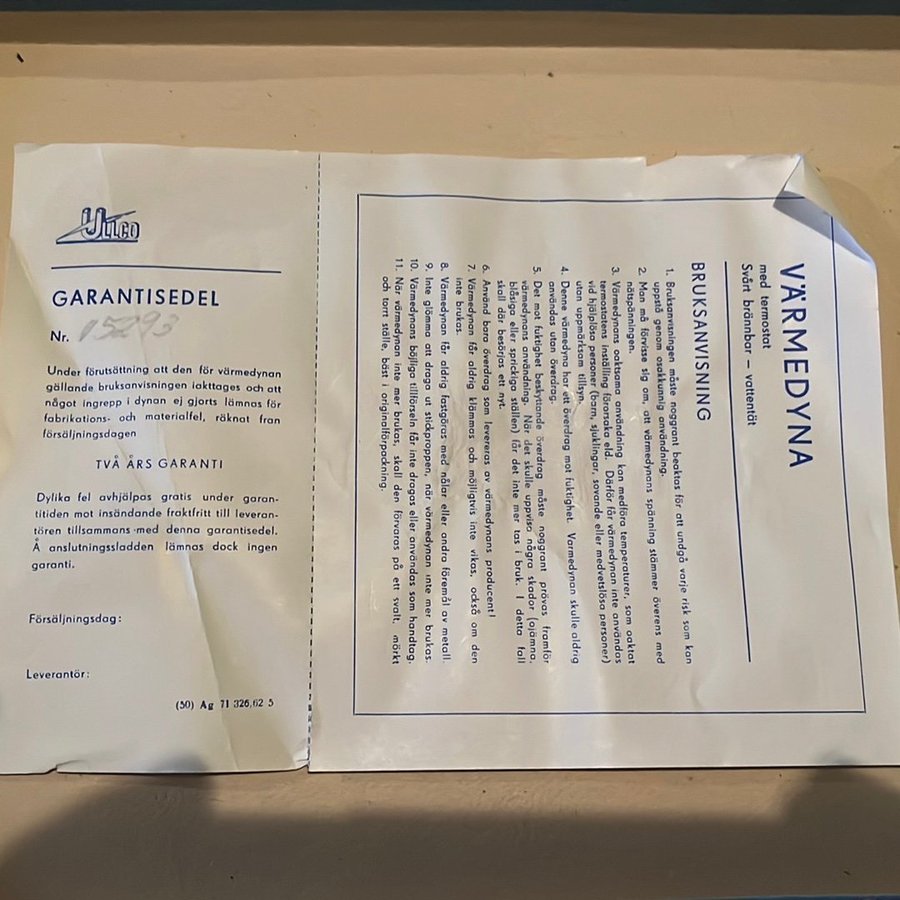 ULLCO
GARANTISEDEL
Nr. 15293
Under förutsättning att den för värmedynan
gällande bruksanvisningen iakttages och att
något ingrepp i dynan ej gjorts lämnas för
fabrikations- och materialfel, räknat från
försäljningsdagen
TVÅ ÅRS GARANTI
Dylika fel avhjälpas gratis under garan-
titiden mot insändande fraktfritt till leveran-
tören tillsammans med denna garantisedel.
Å anslutningssladden lämnas dock ingen
garanti.
Försäljningsdag:
Leverantör:
(50) Ag 71 326,62 5
VÄRMEDYNA
med termostat
Svårt brännbar – vattentät
BRUKSANVISNING
1. Bruksanvisningen måste noggrant beaktas för att undgå varje risk som kan
uppstå genom osakkunnig användning.
2. Man må förvisse sig om, att värmedynans spänning stämmer överens med
nätspänningen.
3. Värmedynans oaktsama användning kan medföra temperaturer, som oaktat
termostatens inställing förorsaka eld. Därför får värmedynan inte användas
vid hjälplösa personer (barn, sjuklingar, sovande eller medvetslösa personer)
utan uppmärksam tillsyn.
4. Denne värmedyna har ett överdrag mot fuktighet. Varmedynan skulle aldrig
användas utan överdrag.
5. Det mot fuktighet beskyttande överdrag måste noggrant prövas framför
värmedynans användning. När det skulle uppvisa några skador (ojämna,
blåsiga eller sprickiga ställen) får det inte mer tas i bruk. I detta fall
skall där besörjas ett nyt.
6. Använd bara överdrag som levereras av värmedynans producent!
7. Värmedynan får aldrig klämmas och möjligtvis inte vikas, också om den
inte brukas.
8. Värmedynan får aldrig fastgöras med nålar eller andra föremål av metall.
9. Inte glömma att draga ut stickproppen, när värmedynan inte mer brukas.
10. Värmedynans böjliga tillförseln får inte dragas eller användas som handtag.
11. När värmedynan inte mer brukas, skall den förvaras på ett svalt, mörkt
och torrt ställe, bäst i originalförpackning.